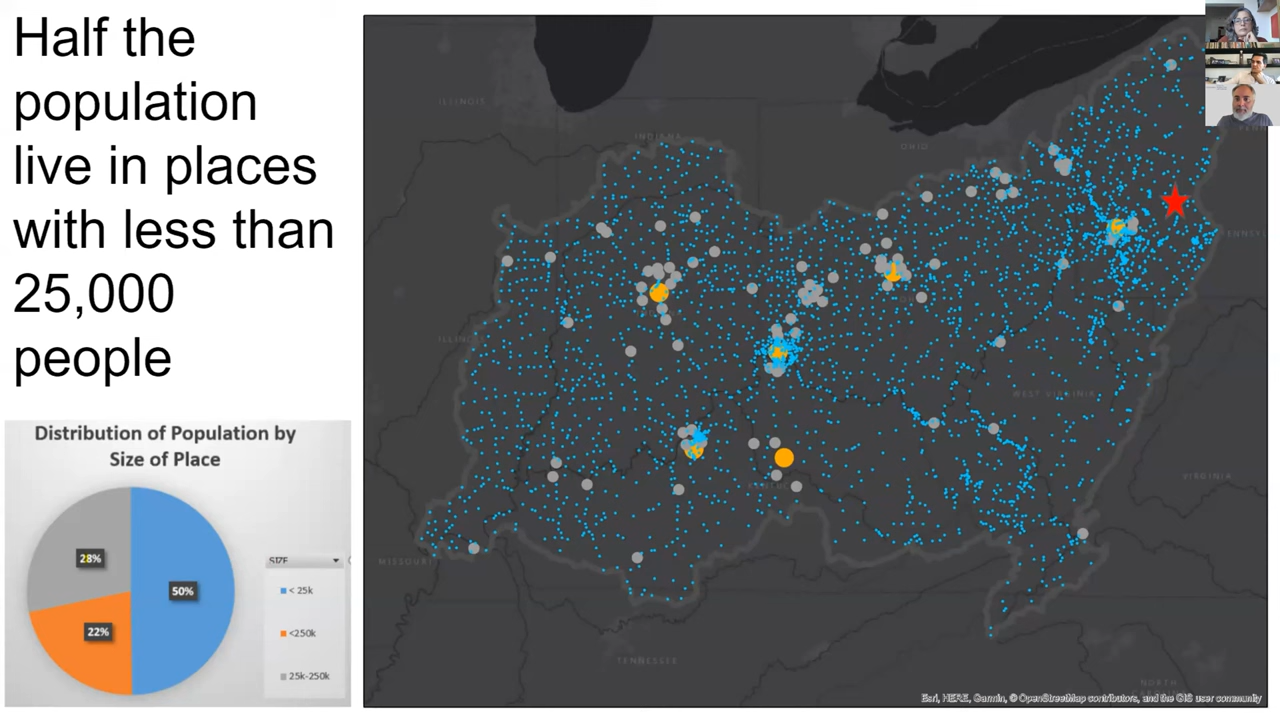 Half the
population
live in places
with less than
25,000
people
Distribution of Population by
Size of Place
28%
50%
22%
SIZE
< 25k
<250k
25k-250k
ILLINOIS
INDIANA
OHIO
WEST VIRGINIA
VIRGINIA
MISSOURI
TENNESSEE
NORTH
Esri, HERE, Garmin, © OpenStreetMap contributors, and the GIS user community